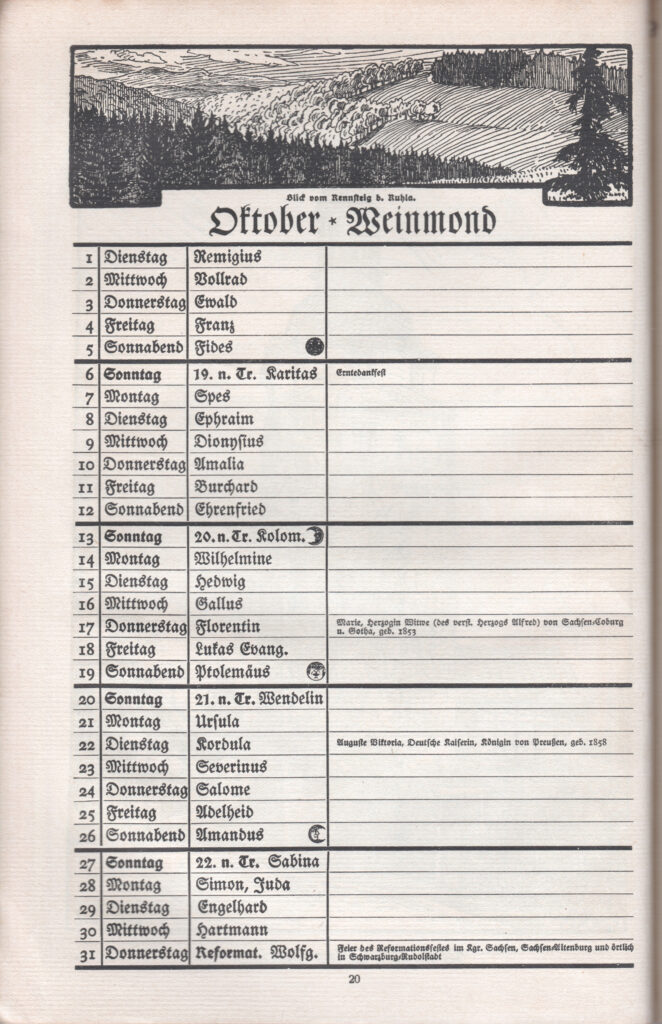 Blick vom Rennsteig b. Ruhla.
Oktober * Weinmond
1 Dienstag Remigius
2 Mittwoch Vollrad
3 Donnerstag Ewald
4 Freitag Franz
5 Sonnabend Fides
6 Sonntag 19. n. Tr. Karitas Erntedankfest
7 Montag Spes
8 Dienstag Ephraim
9 Mittwoch Dionysius
10 Donnerstag Amalia
11 Freitag Burchard
12 Sonnabend Ehrenfried
13 Sonntag 20. n. Tr. Kolom.
14 Montag Wilhelmine
15 Dienstag Hedwig
16 Mittwoch Gallus
17 Donnerstag Florentin Marie, Herzogin Witwe (des verst. Herzogs Alfred) von Sachsen-Coburg
u. Gotha, geb. 1853
18 Freitag Lukas Evang.
19 Sonnabend Ptolemäus
20 Sonntag 21. n. Tr. Wendelin
21 Montag Ursula
22 Dienstag Kordula Auguste Viktoria, Deutsche Kaiserin, Königin von Preußen, geb. 1858
23 Mittwoch Severinus
24 Donnerstag Salome
25 Freitag Adelheid
26 Sonnabend Amandus
27 Sonntag 22. n. Tr. Sabina
28 Montag Simon, Juda
29 Dienstag Engelhard
30 Mittwoch Hartmann
31 Donnerstag Reformat. Wolfg. Feier des Reformationsfestes im Kgr. Sachsen, Sachsen-Altenburg und örtlich
in Schwarzburg-Rudolstadt
20